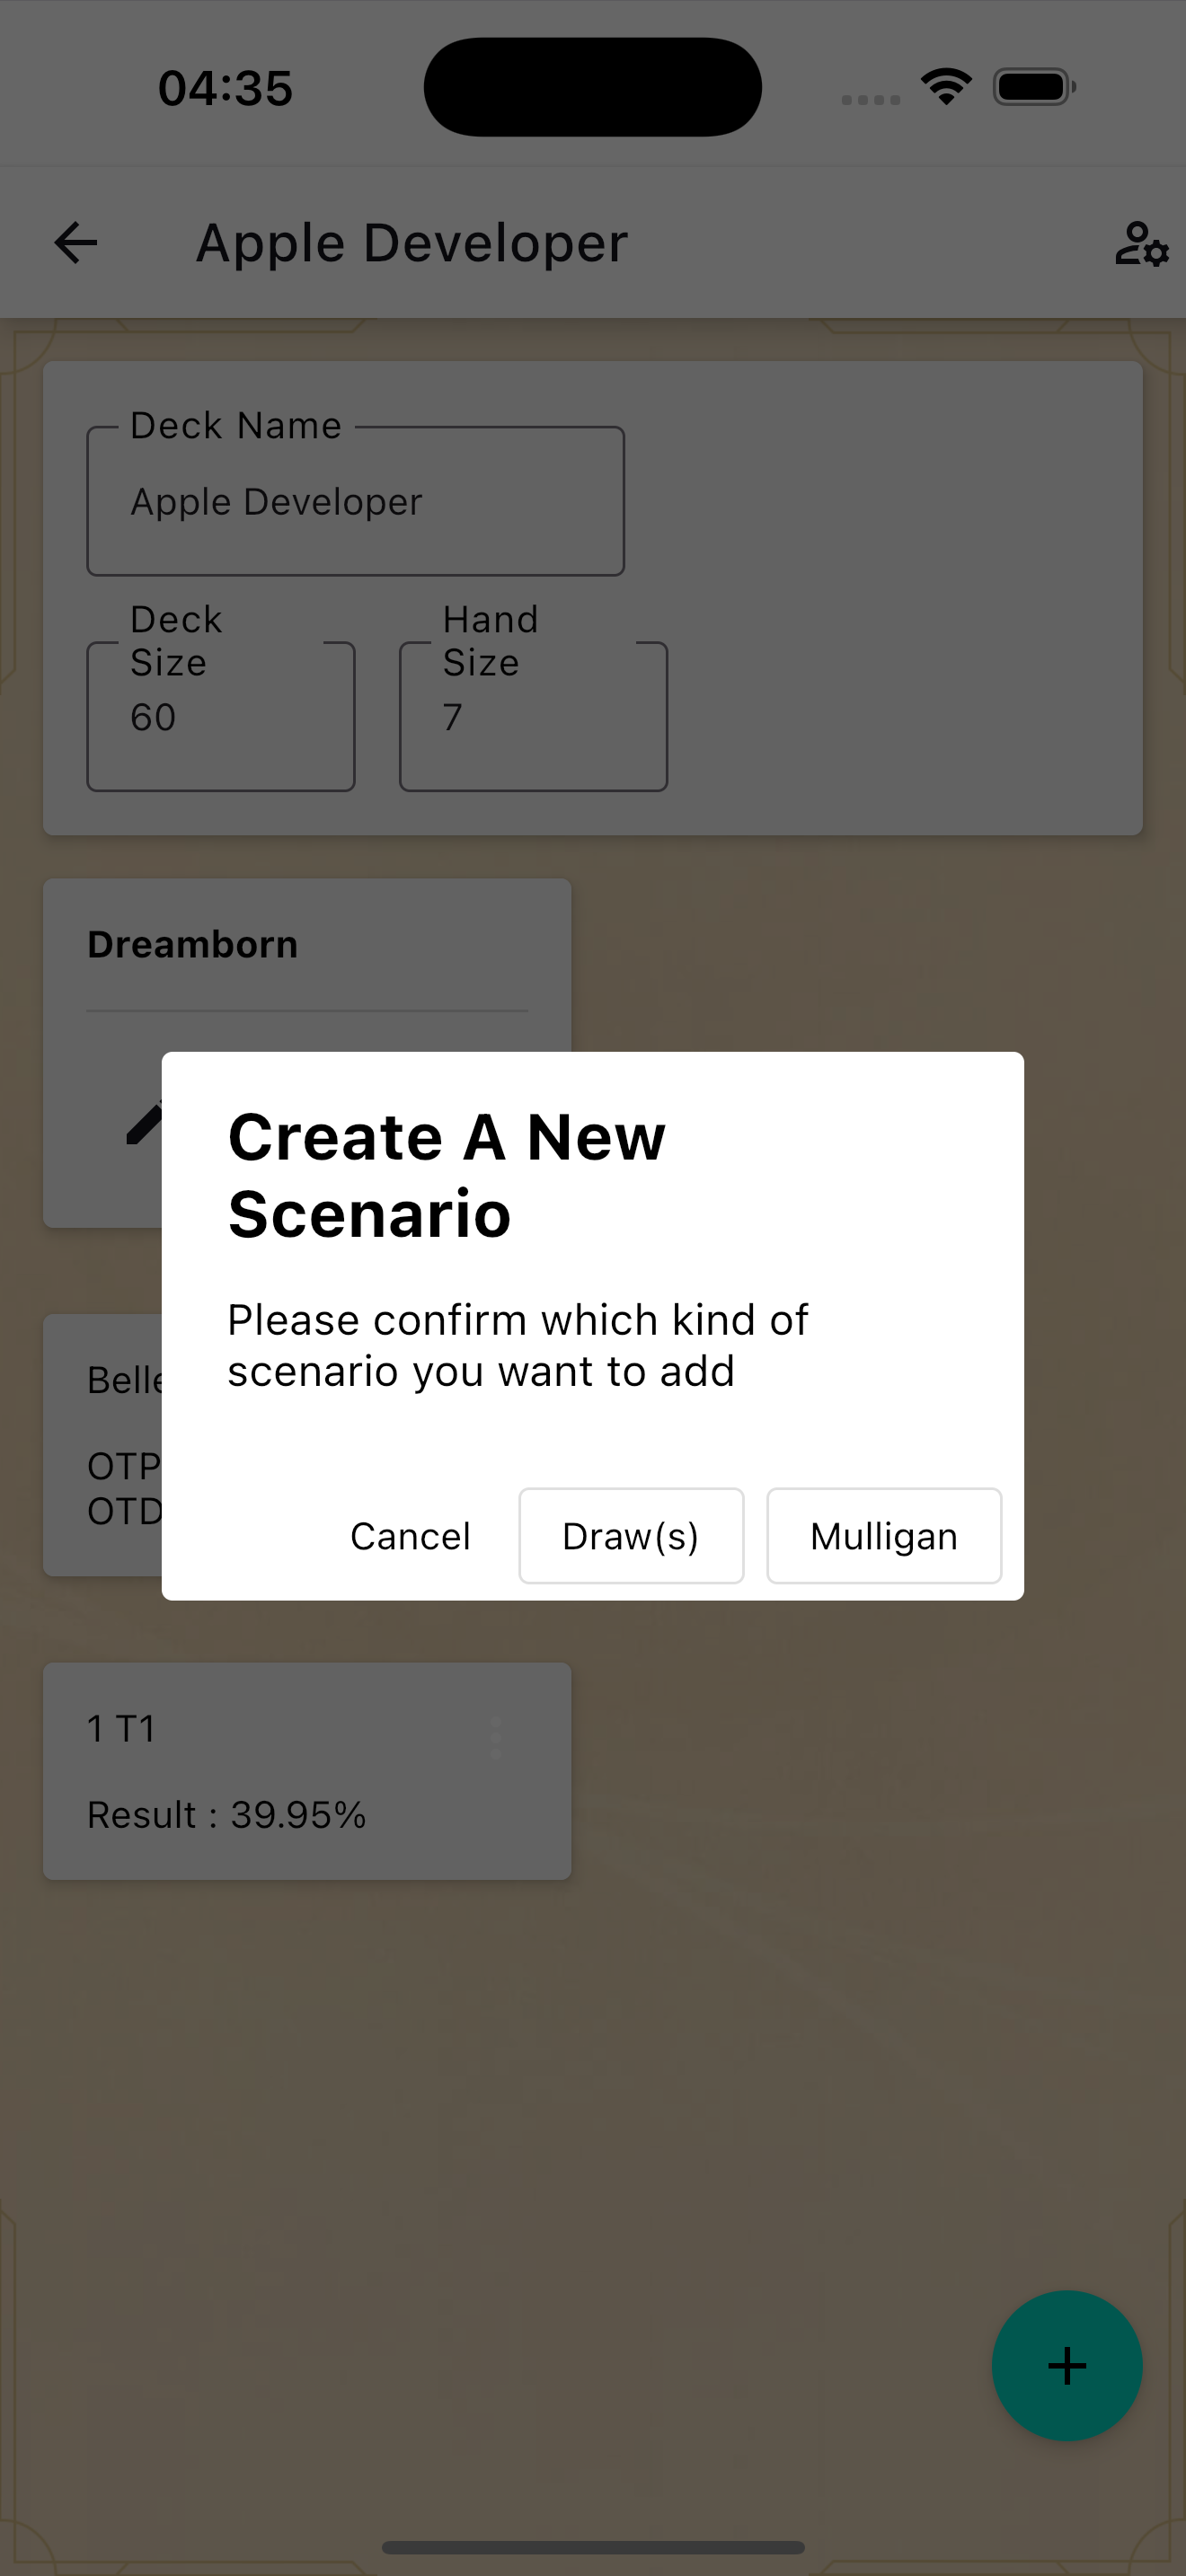 04:35
Apple Developer
Deck Name
Apple Developer
Deck
Size
60
Hand
Size
7
Dreamborn
Create A New
Scenario
Please confirm which kind of
scenario you want to add
Belle
OTP
OTD
Cancel
Draw(s)
Mulligan
1 T1
Result : 39.95%